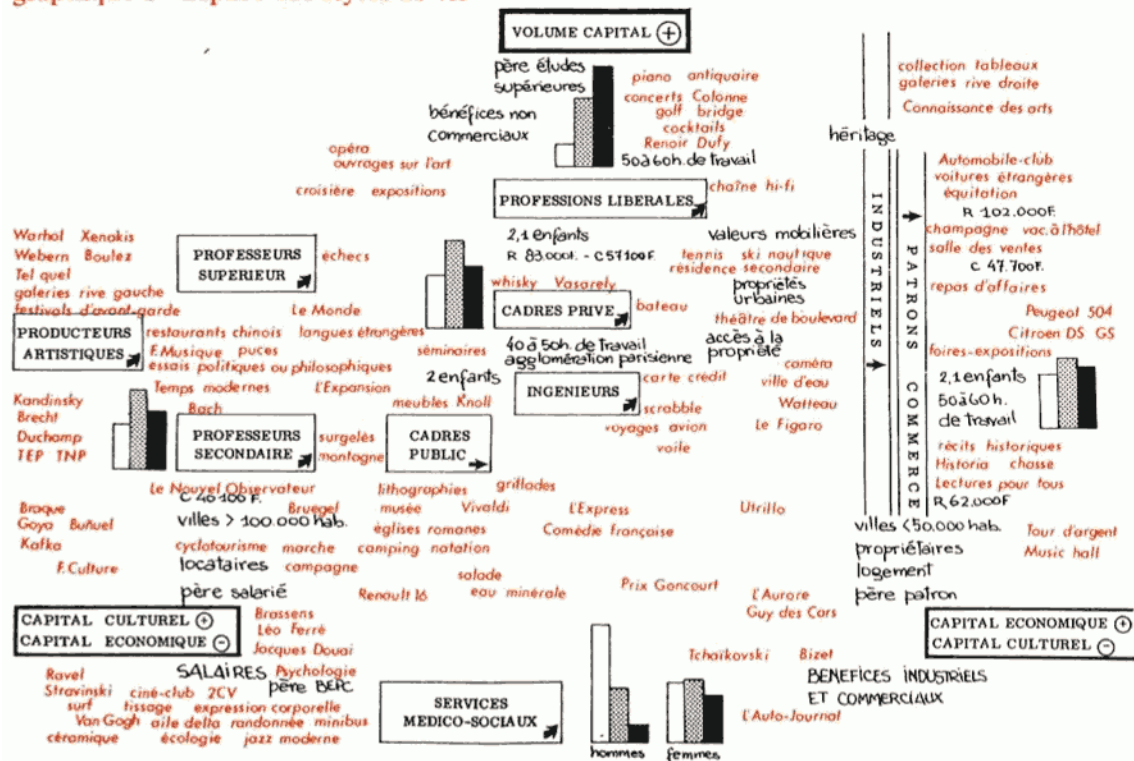 VOLUME CAPITAL +
père études
supérieures
piano antiquaire
concerts Colonne
golf bridge
cocktails
Renoir Dufy
50 à 60 h. de travail
bénéfices non
commerciaux
opéra
ouvrages sur l'art
croisière expositions
PROFESSIONS LIBERALES
chaîne hi-fi
collection tableaux
galeries rive droite
Connaissance des arts
héritage
Automobile-club
voitures étrangères
équitation
R 102.000F.
champagne vac. à l'hôtel
salle des ventes
C 47.700F.
repas d'affaires
Peugeot 504
Citroën DS GS
foires-expositions
INDUSTRIELS
PATRONS COMMERCE
2,1 enfants
50 à 60 h.
de travail
récits historiques
Historia chasse
Lectures pour tous
R, 62.000F
Warhol Xenakis
Webern Boulez
Tel quel
galeries rive gauche
festivals d'avant-garde
PROFESSEURS
SUPERIEUR
échecs
Le Monde
2,1 enfants
R 83.000F. - C 57100F.
valeurs mobilières
tennis ski nautique
résidence secondaire
whisky Vasarely
propriétés
urbaines
CADRES PRIVE
bateau
théâtre de boulevard
PRODUCTEURS
ARTISTIQUES
restaurants chinois langues étrangères
F.Musique puces
essais politiques ou philosophiques
Temps modernes L'Expansion
séminaires
40 à 50h. de Travail
agglomération parisienne
accès à la
propriété
2 enfants
INGENIEURS
carte crédit
caméra
ville d'eau
Watteau
Le Figaro
meubles Knoll
scrabble
voyages avion
voile
Kandinsky
Brecht
Duchamp
TEP TNP
Bach
PROFESSEURS
SECONDAIRE
surgelés
montagne
CADRES
PUBLIC
Le Nouvel Observateur
C 40 100 F.
lithographies
grillades
Braque
Goya Buñuel
Kafka
F.Culture
villes > 100.000 hab.
Bruegel
musée Vivaldi
L'Express
Utrillo
églises romanes
Comédie française
cyclotourisme marche camping natation
locataires campagne
père salarié
Renault 16
salade
eau minérale
Prix Goncourt
L'Aurore
Guy des Cars
villes < 50.000 hab.
propriétaires
logement
père patron
Tour d'argent
Music hall
CAPITAL CULTUREL +
CAPITAL ECONOMIQUE -
CAPITAL ECONOMIQUE +
CAPITAL CULTUREL -
Brassens
Léo Ferré
Jacques Douai
SALAIRES Psychologie
père BEPC
Ravel
Stravinski ciné-club 2CV
surf tissage expression corporelle
Van Gogh aile delta randonnée minibus
céramique écologie jazz moderne
SERVICES
MEDICO-SOCIAUX
hommes femmes
Tchaïkovski Bizet
BENEFICES INDUSTRIELS
ET COMMERCIAUX
L'Auto-Journal